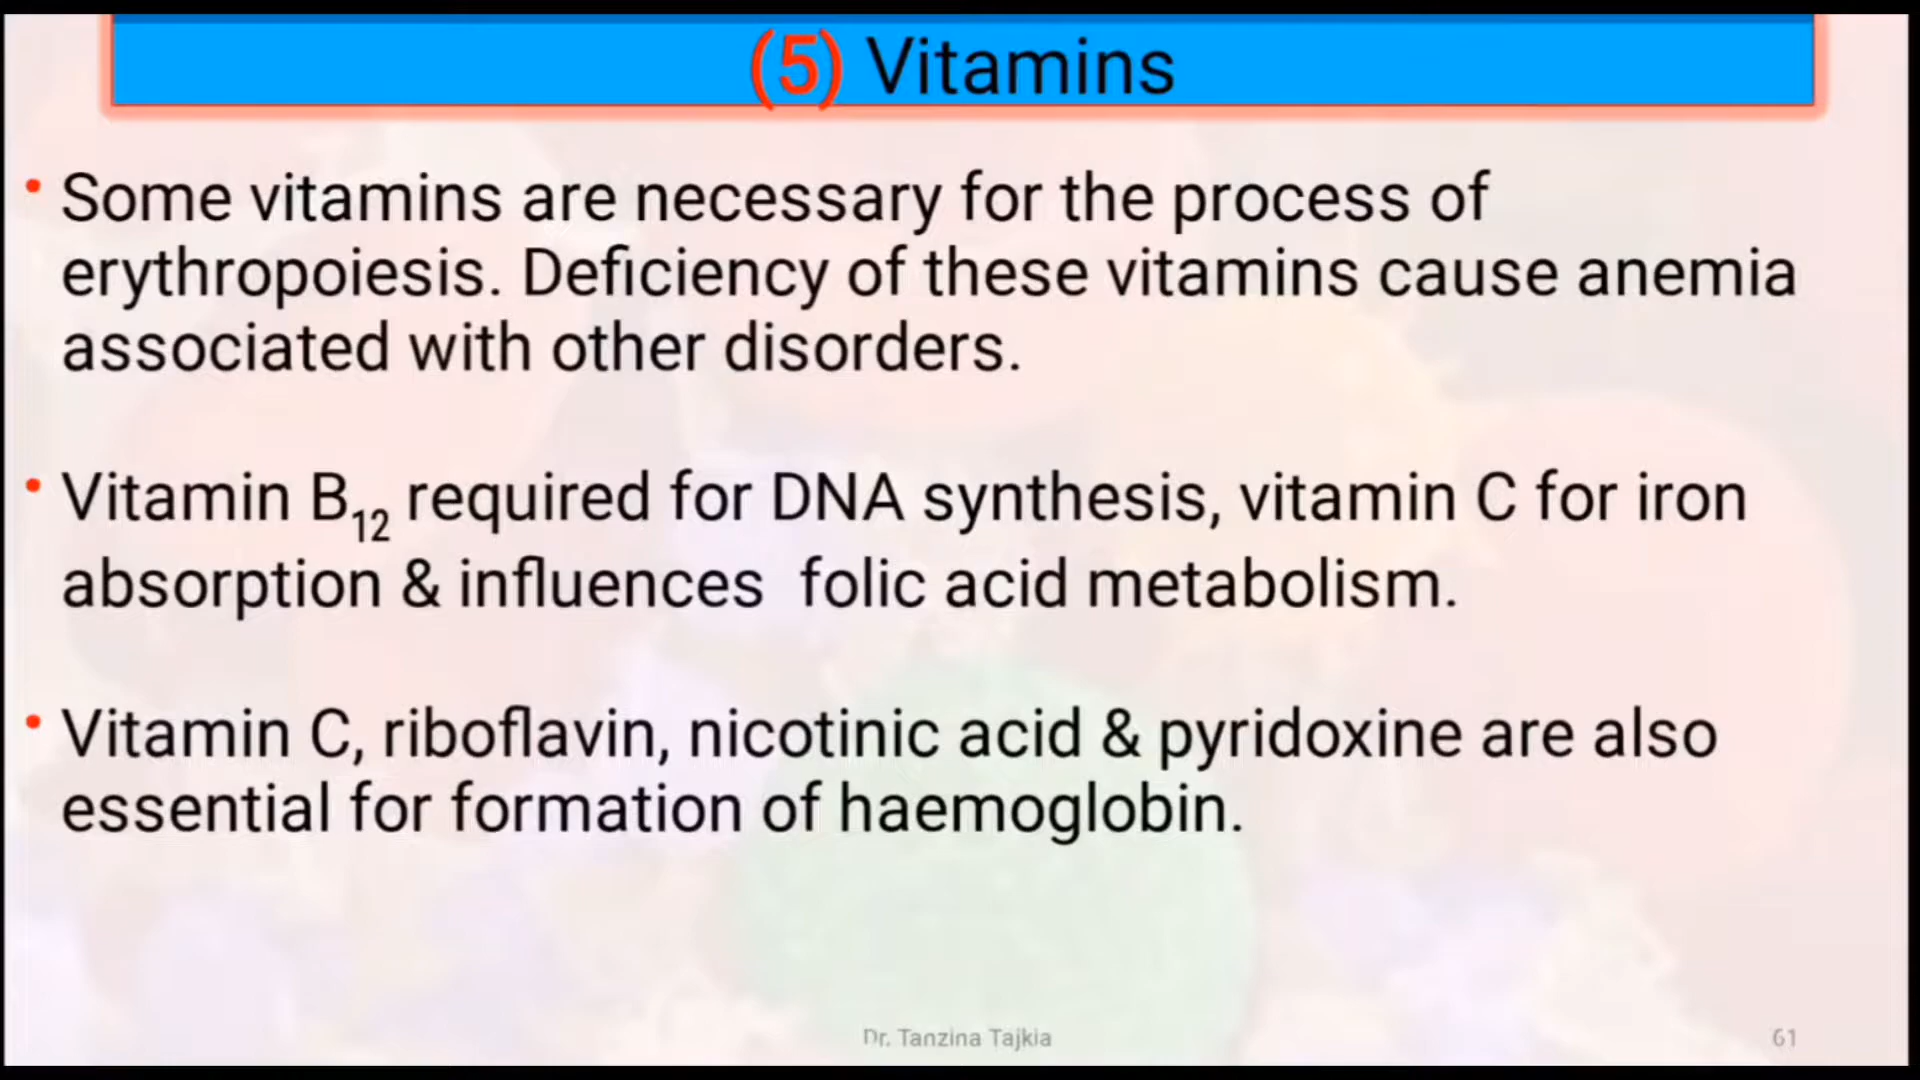 (5) Vitamins
• Some vitamins are necessary for the process of
erythropoiesis. Deficiency of these vitamins cause anemia
associated with other disorders.
• Vitamin B₁₂ required for DNA synthesis, vitamin C for iron
absorption & influences  folic acid metabolism.
• Vitamin C, riboflavin, nicotinic acid & pyridoxine are also
essential for formation of haemoglobin.
Dr. Tanzina Tajkia
61